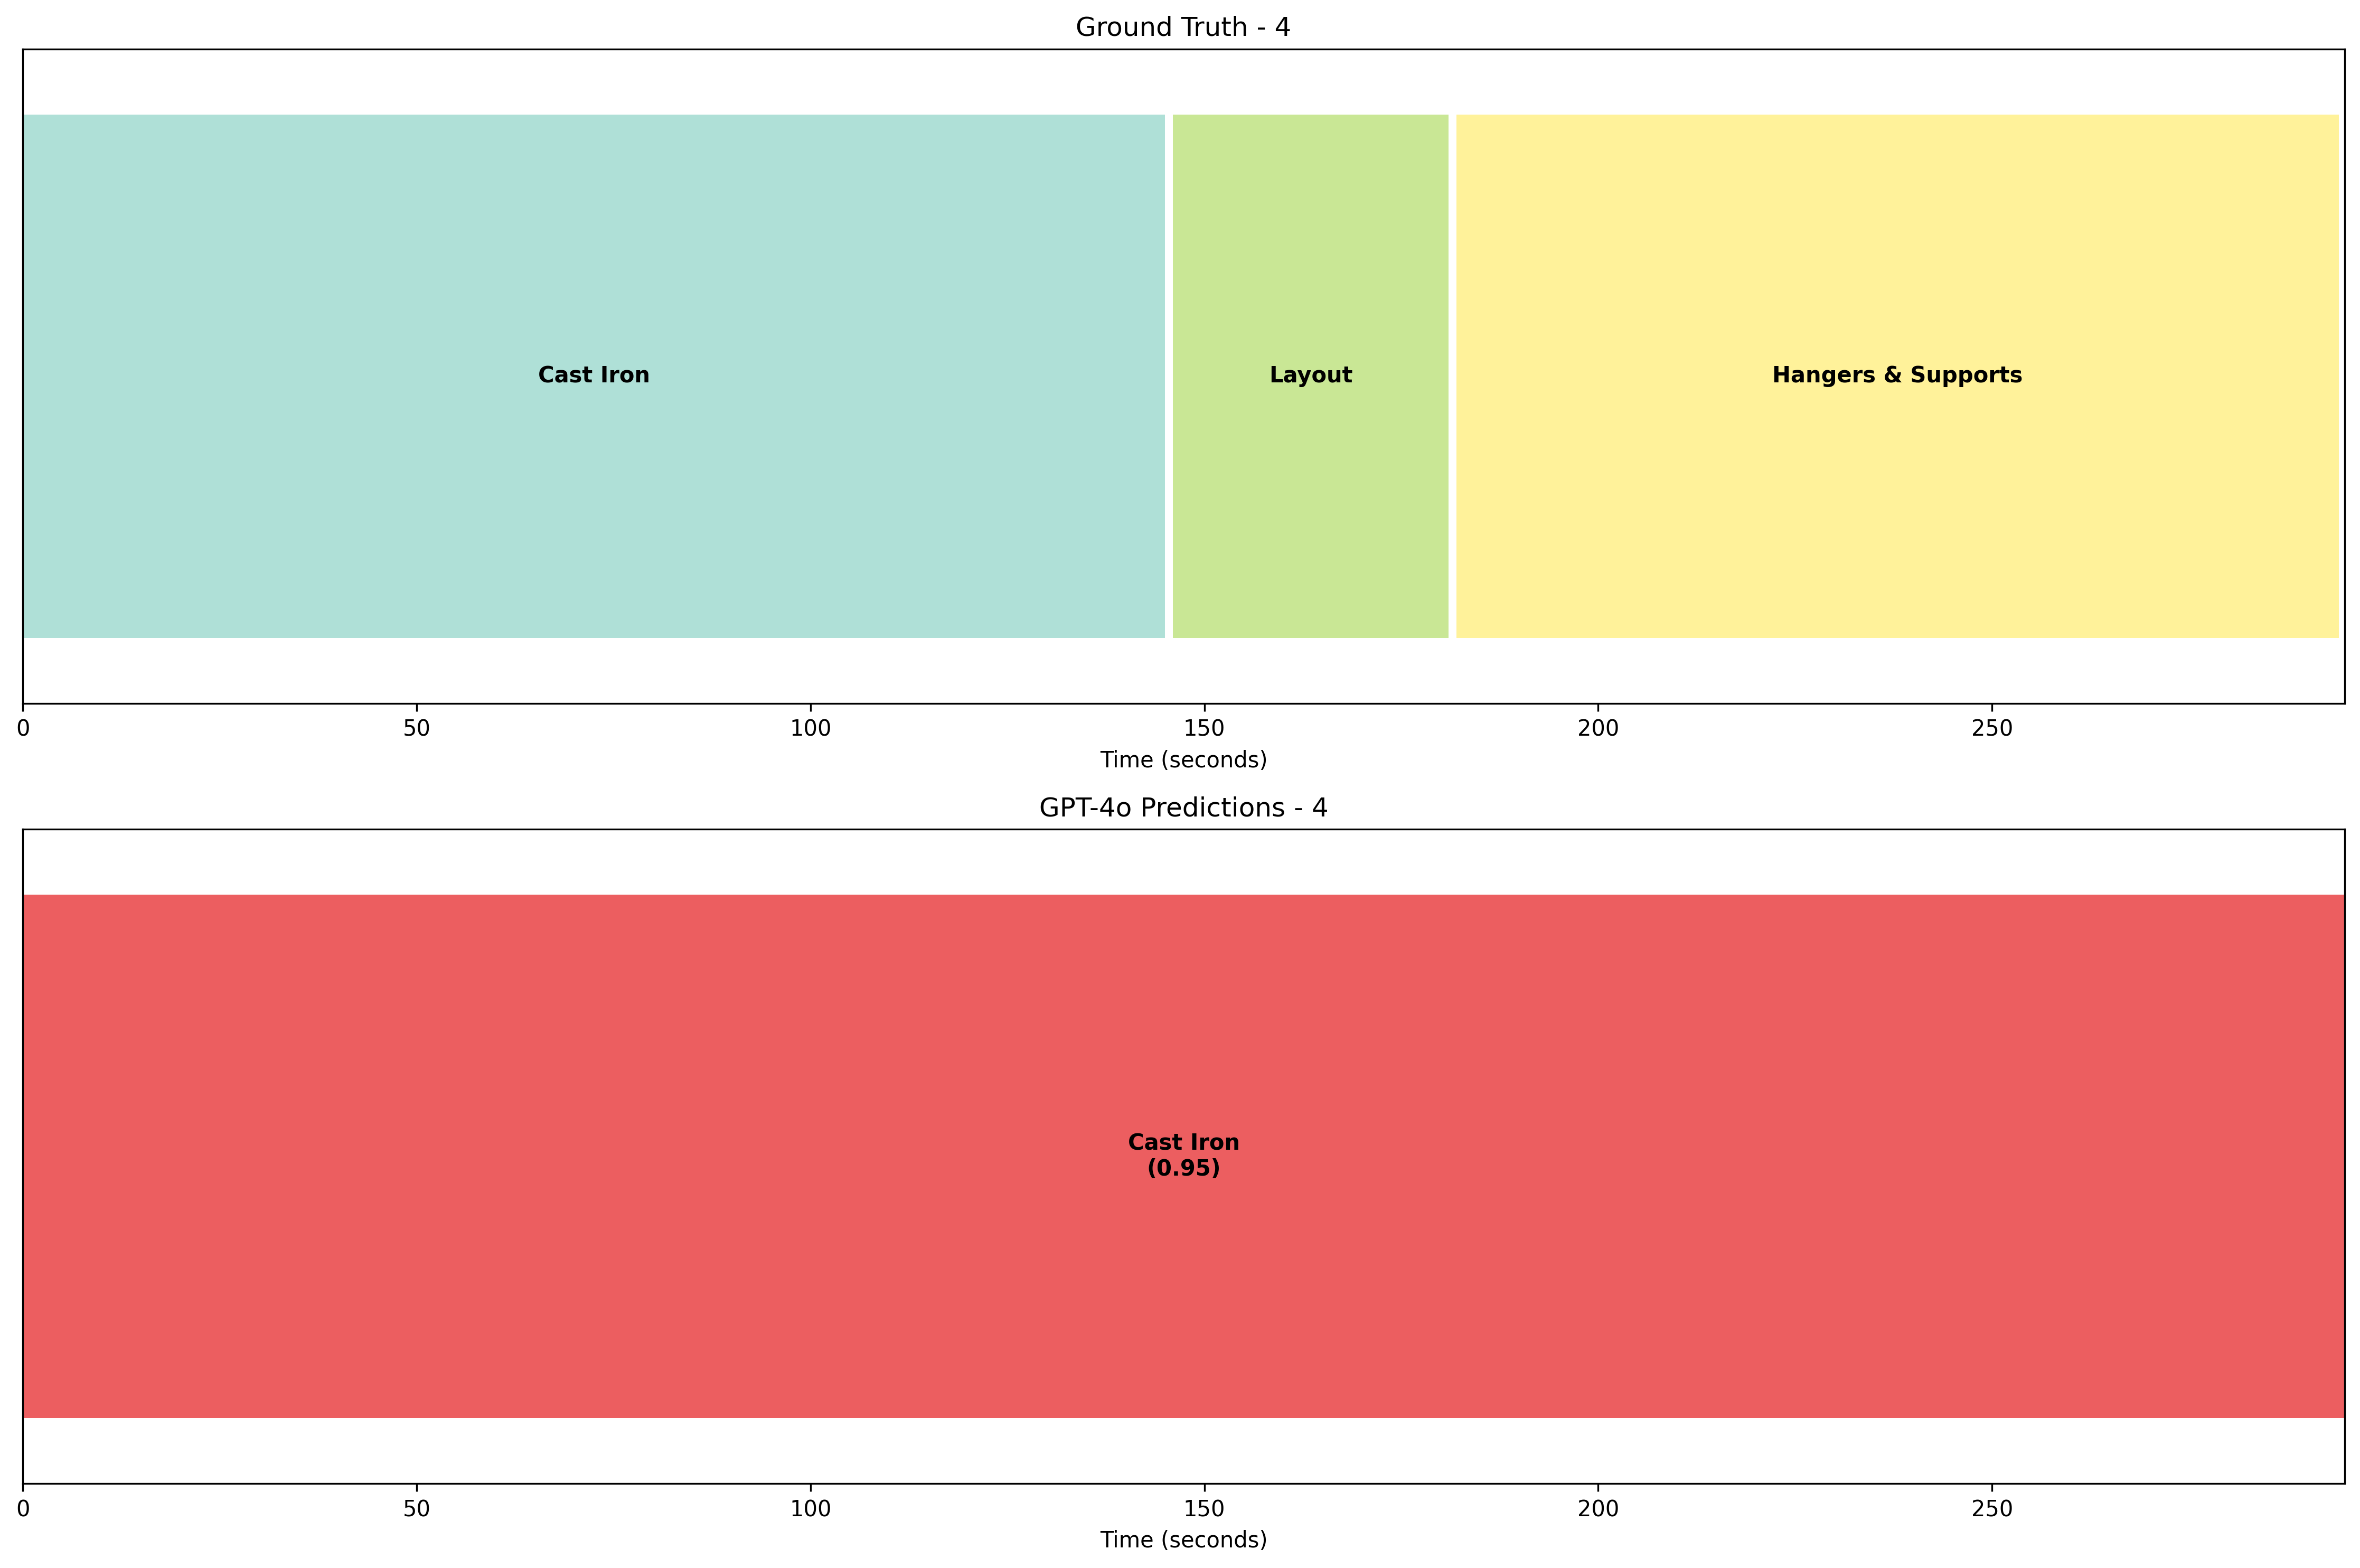 Ground Truth - 4
Cast Iron
Layout
Hangers & Supports
0
50
100
150
200
250
Time (seconds)
GPT-4o Predictions - 4
Cast Iron
(0.95)
0
50
100
150
200
250
Time (seconds)